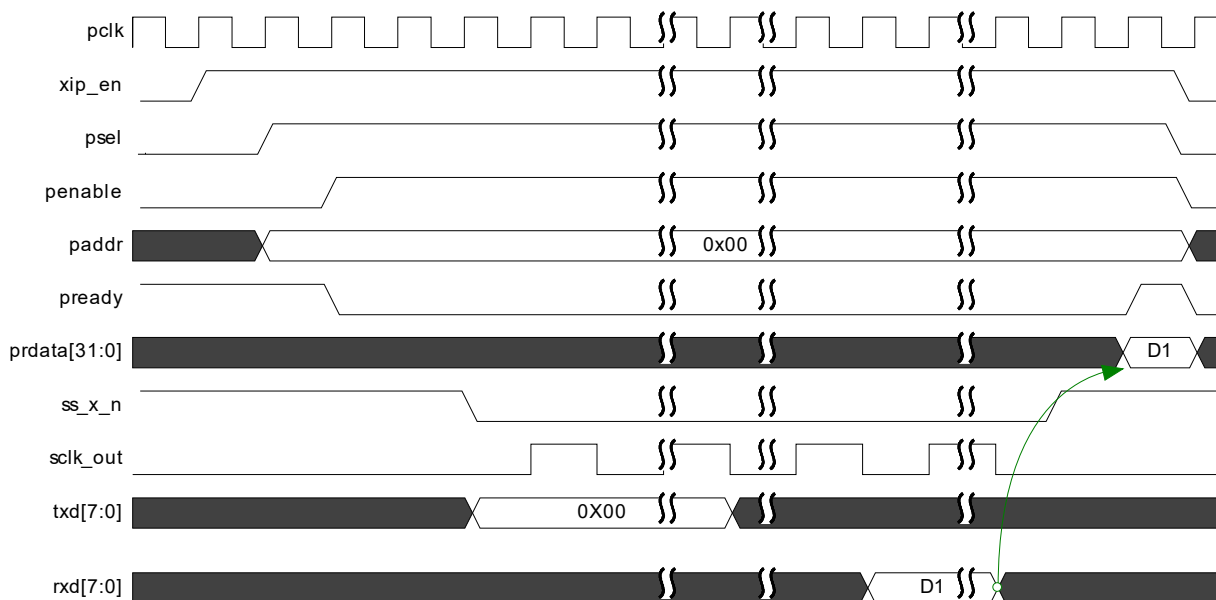 pclk
xip_en
psel
penable
paddr 0x00
pready
prdata[31:0] D1
ss_x_n
sclk_out
txd[7:0] 0X00
rxd[7:0] D1